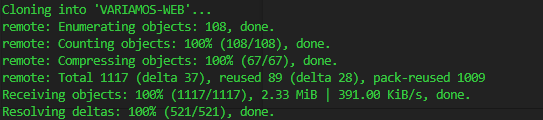 Cloning into 'VARIAMOS-WEB'...
remote: Enumerating objects: 108, done.
remote: Counting objects: 100% (108/108), done.
remote: Compressing objects: 100% (67/67), done.
remote: Total 1117 (delta 37), reused 89 (delta 28), pack-reused 1009
Receiving objects: 100% (1117/1117), 2.33 MiB | 391.00 KiB/s, done.
Resolving deltas: 100% (521/521), done.